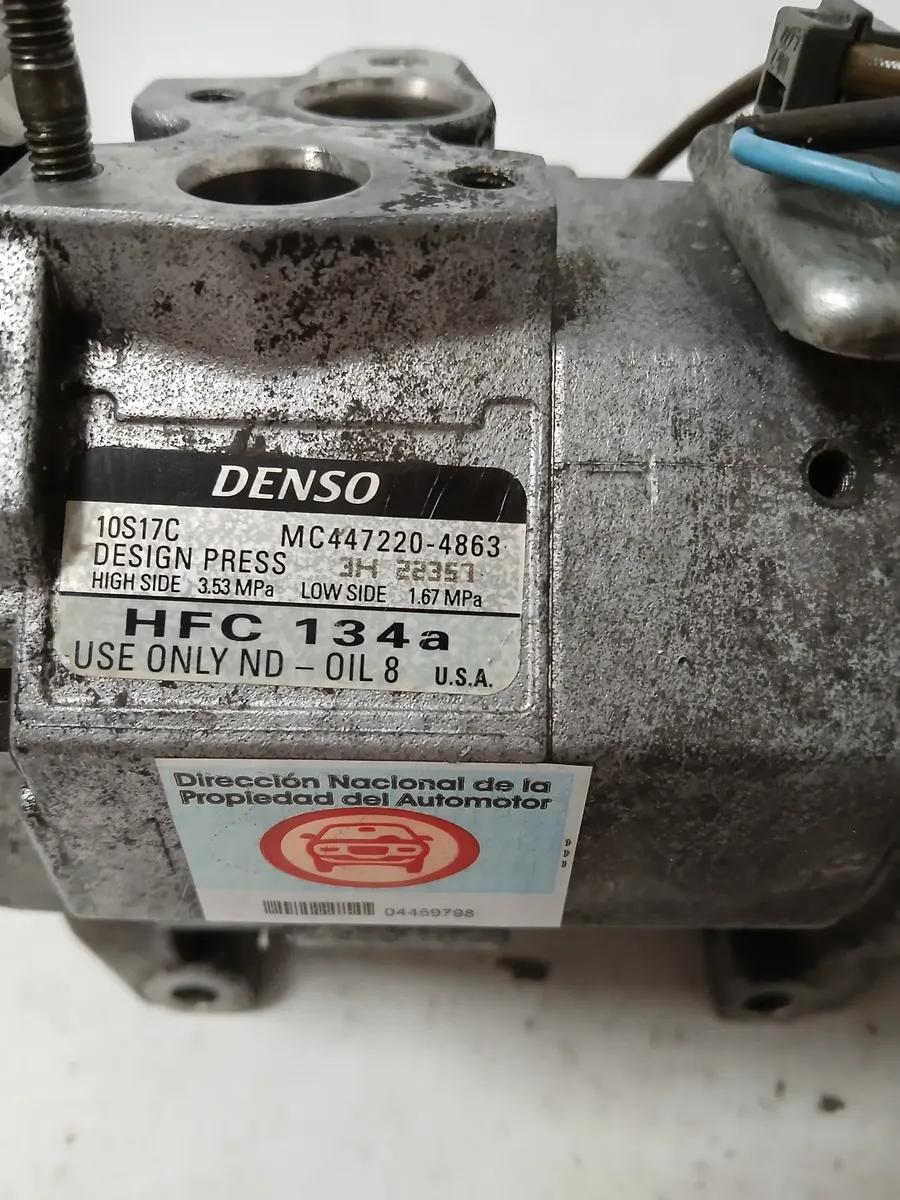 DENSO
10S17C MC447220-4863
DESIGN PRESS 3H 22357
HIGH SIDE 3.53 MPa LOW SIDE 1.67 MPa
HFC 134a
USE ONLY ND - OIL 8 U.S.A.
Dirección Nacional de la
Propiedad del Automotor
04459798